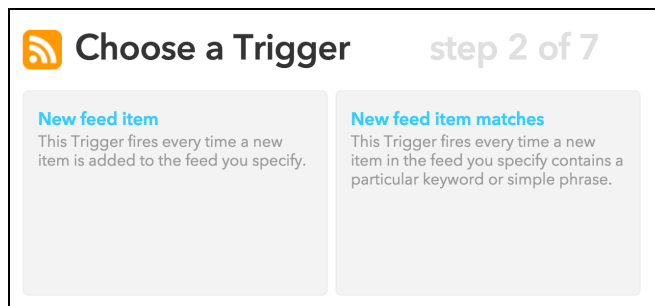 Choose a Trigger step 2 of 7
New feed item
This Trigger fires every time a new
item is added to the feed you specify.
New feed item matches
This Trigger fires every time a new
item in the feed you specify contains a
particular keyword or simple phrase.